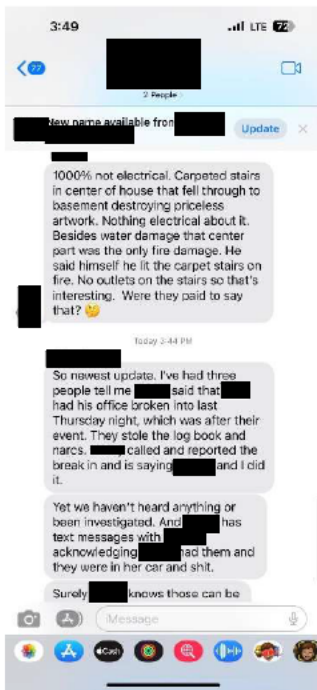 3:49
LTE 72
77
2 People
New name available from
Update
1000% not electrical. Carpeted stairs
in center of house that fell through to
basement destroying priceless
artwork. Nothing electrical about it.
Besides water damage that center
part was the only fire damage. He
said himself he lit the carpet stairs on
fire. No outlets on the stairs so that's
interesting. Were they paid to say
that? 🤔
Today 3:44 PM
So newest update. I've had three
people tell me said that
had his office broken into last
Thursday night, which was after their
event. They stole the log book and
narcs. called and reported the
break in and is saying and I did
it.
Yet we haven't heard anything or
been investigated. And has
text messages with
acknowledging had them and
they were in her car and shit.
Surely knows those can be
iMessage
Cash